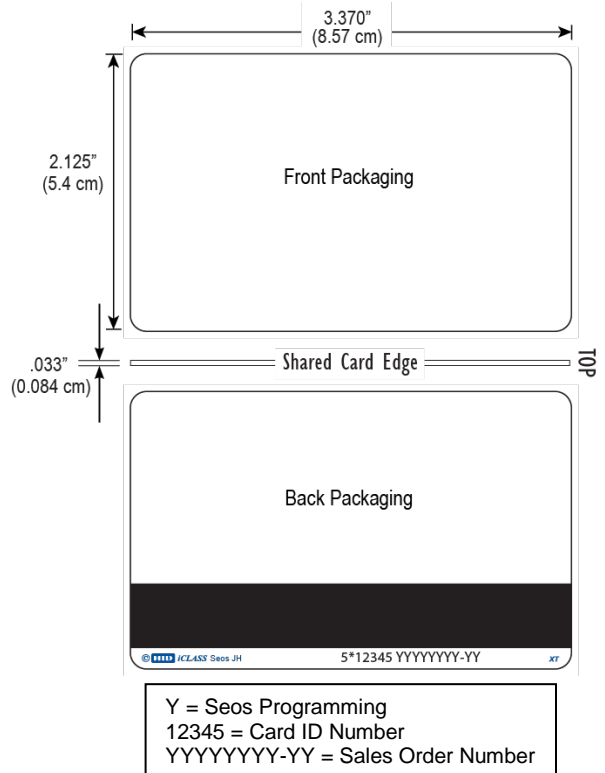 3.370”
(8.57 cm)
2.125”
(5.4 cm)
Front Packaging
.033”
(0.084 cm)
Shared Card Edge
TOP
Back Packaging
© HID iCLASS Seos JH 5*12345 YYYYYYYY-YY XT
Y = Seos Programming
12345 = Card ID Number
YYYYYYYY-YY = Sales Order Number